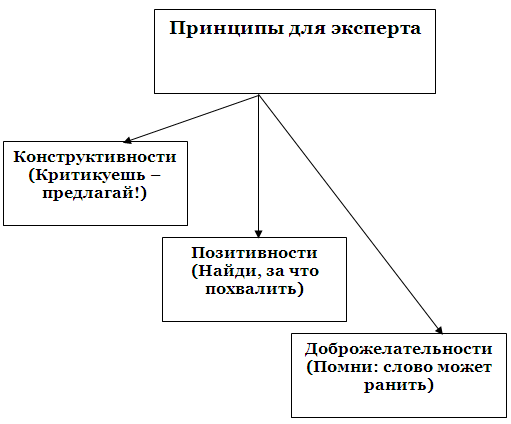 Принципы для эксперта
Конструктивности
(Критикуешь –
предлагай!)
Позитивности
(Найди, за что
похвалить)
Доброжелательности
(Помни: слово может
ранить)